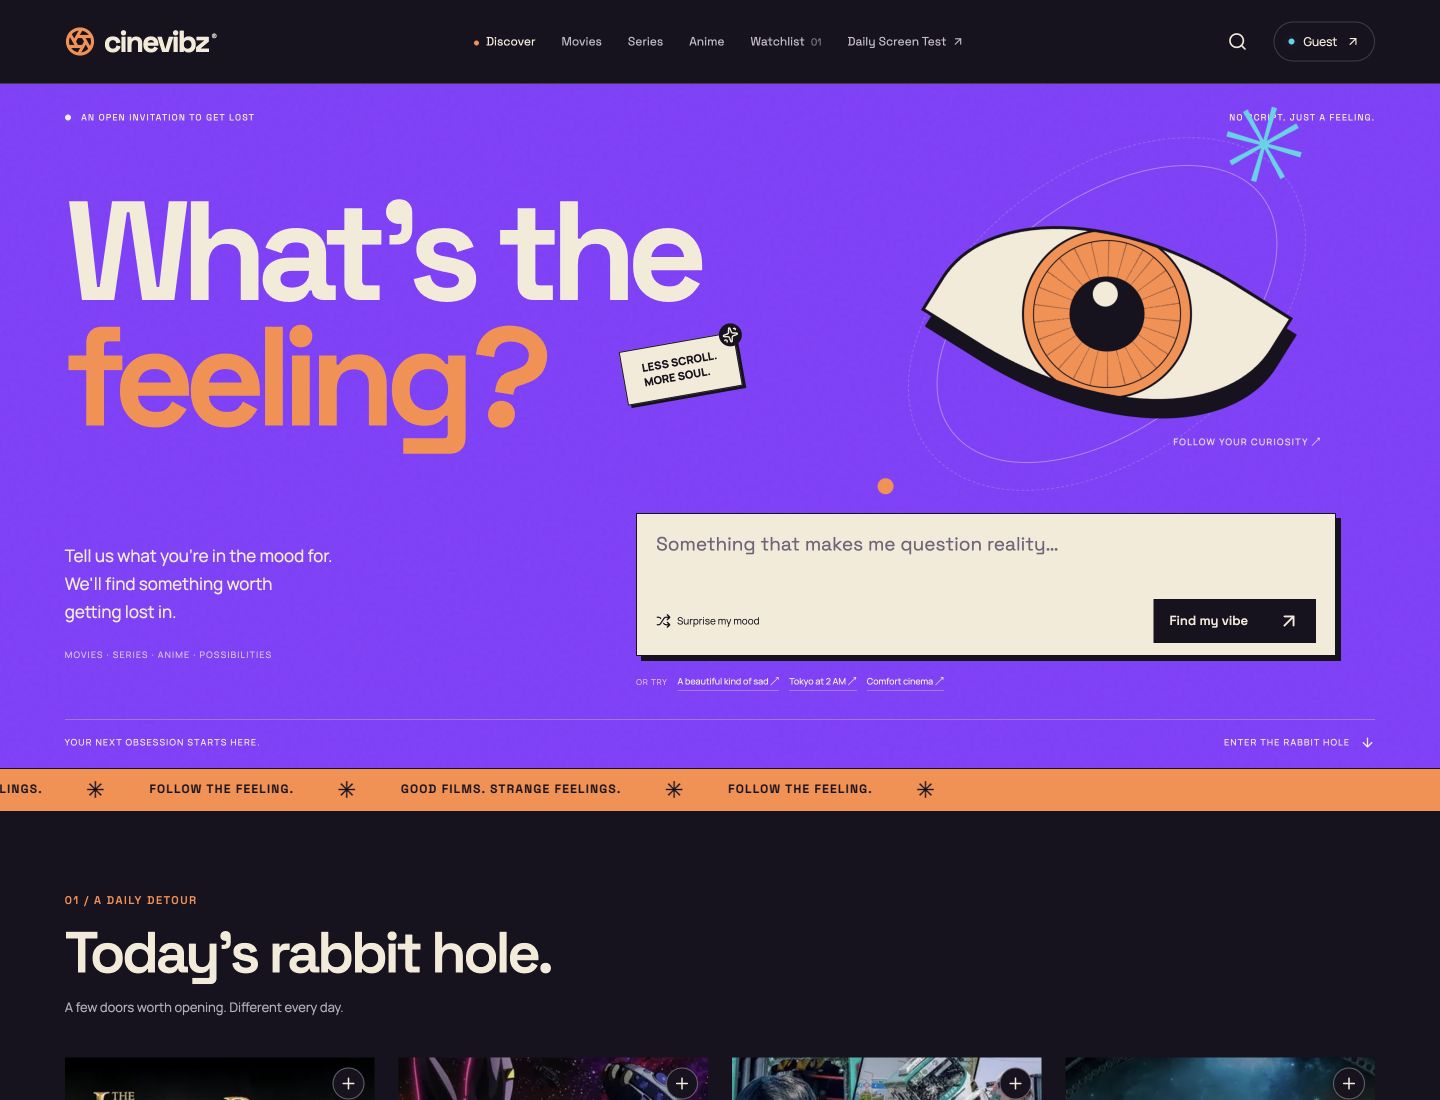 cinevibz®
Discover
Movies
Series
Anime
Watchlist 01
Daily Screen Test ↗
Guest ↗
AN OPEN INVITATION TO GET LOST
NO SCRIPT. JUST A FEELING.
What's the
feeling?
LESS SCROLL.
MORE SOUL.
FOLLOW YOUR CURIOSITY ↗
Tell us what you're in the mood for.
We'll find something worth
getting lost in.
MOVIES · SERIES · ANIME · POSSIBILITIES
Something that makes me question reality...
Surprise my mood
Find my vibe ↗
OR TRY A beautiful kind of sad ↗ Tokyo at 2 AM ↗ Comfort cinema ↗
YOUR NEXT OBSESSION STARTS HERE.
ENTER THE RABBIT HOLE ↓
LINGS. FOLLOW THE FEELING. GOOD FILMS. STRANGE FEELINGS. FOLLOW THE FEELING.
01 / A DAILY DETOUR
Today's rabbit hole.
A few doors worth opening. Different every day.
THE